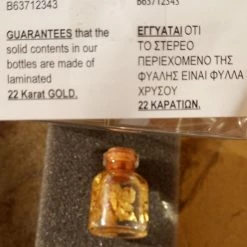 B63712343
GUARANTEES that the
solid contents in our
bottles are made of
laminated
22 Karat GOLD.
B63712343
ΕΓΓΥΑΤΑΙ ΟΤΙ
ΤΟ ΣΤΕΡΕΟ
ΠΕΡΙΕΧΟΜΕΝΟ ΤΗΣ
ΦΥΑΛΗΣ ΕΙΝΑΙ ΦΥΛΛΑ
ΧΡΥΣΟΥ
22 ΚΑΡΑΤΙΩΝ.